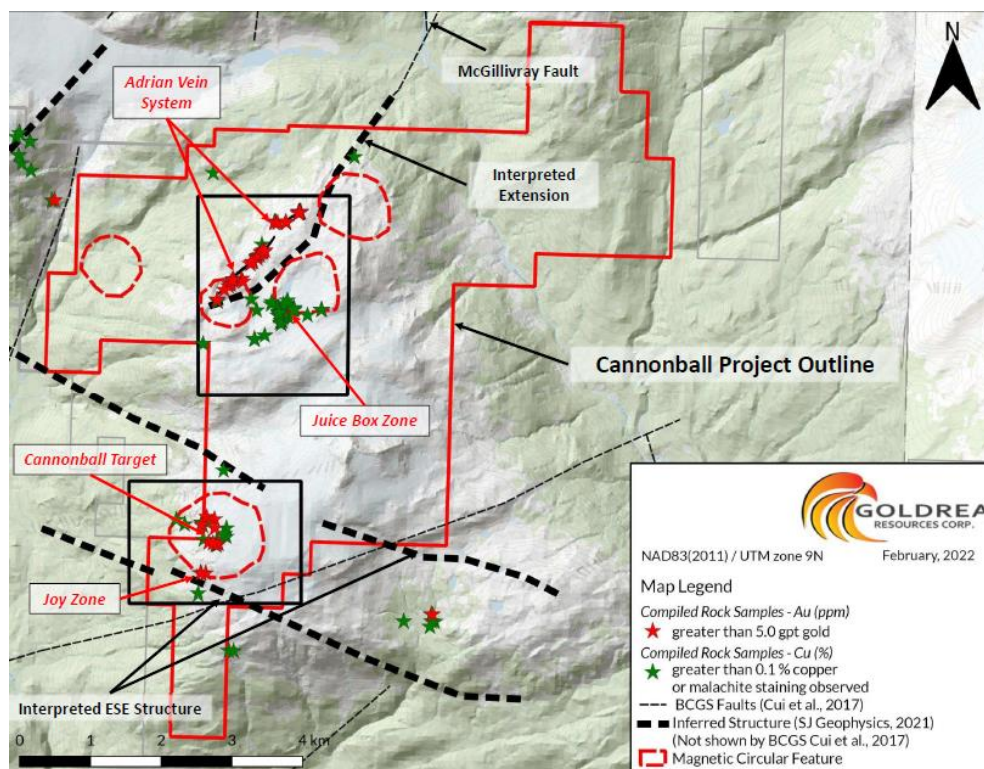 N
McGillivray Fault
Adrian Vein
System
Interpreted
Extension
Cannonball Project Outline
Juice Box Zone
Cannonball Target
Joy Zone
Interpreted ESE Structure
0 1 2 3 4 km
GOLDREA
RESOURCES CORP.
NAD83(2011) / UTM zone 9N February, 2022
Map Legend
Compiled Rock Samples - Au (ppm)
greater than 5.0 gpt gold
Compiled Rock Samples - Cu (%)
greater than 0.1 % copper
or malachite staining observed
BCGS Faults (Cui et al., 2017)
Inferred Structure (SJ Geophysics, 2021)
(Not shown by BCGS Cui et al., 2017)
Magnetic Circular Feature